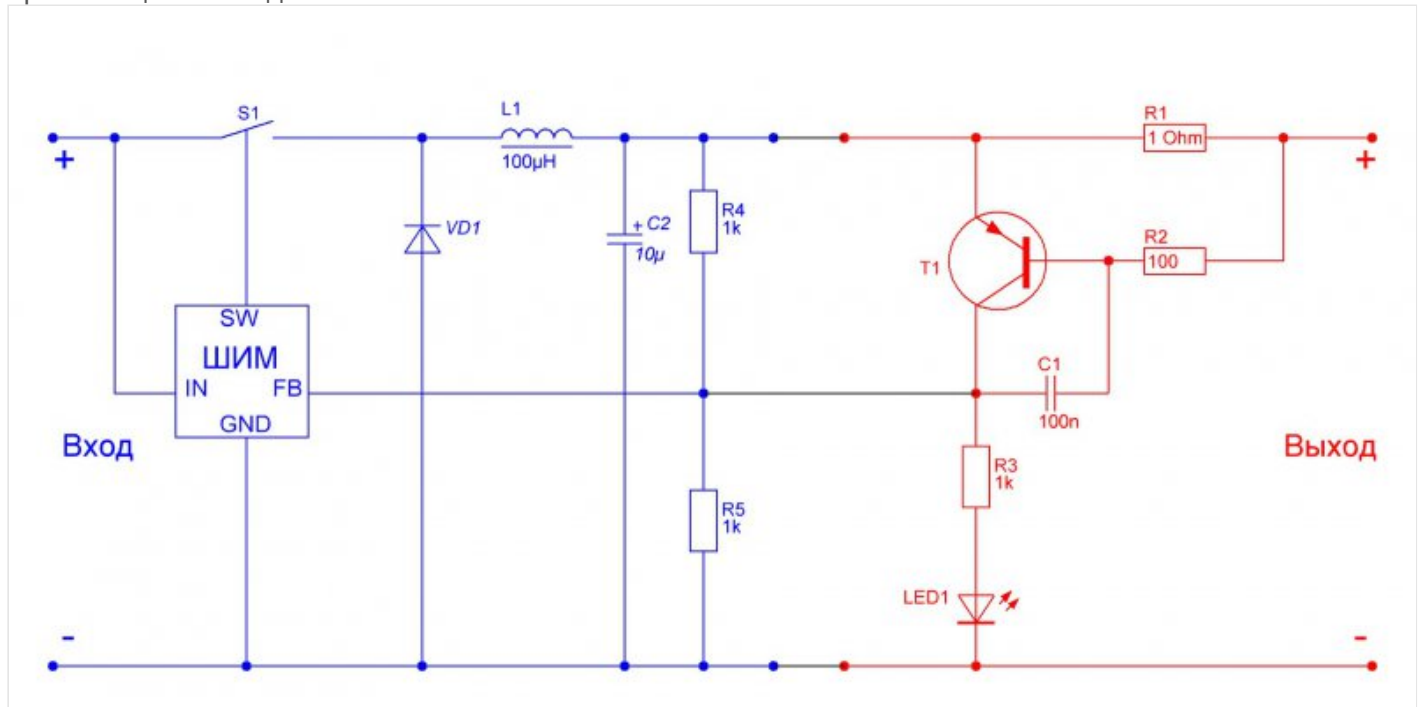 S1
L1
100µH
R1
1 Ohm
+
+
R4
1k
+ C2
10µ
VD1
R2
100
T1
SW
ШИМ
IN FB
GND
C1
100n
Вход
Выход
R3
1k
R5
1k
LED1
-
-